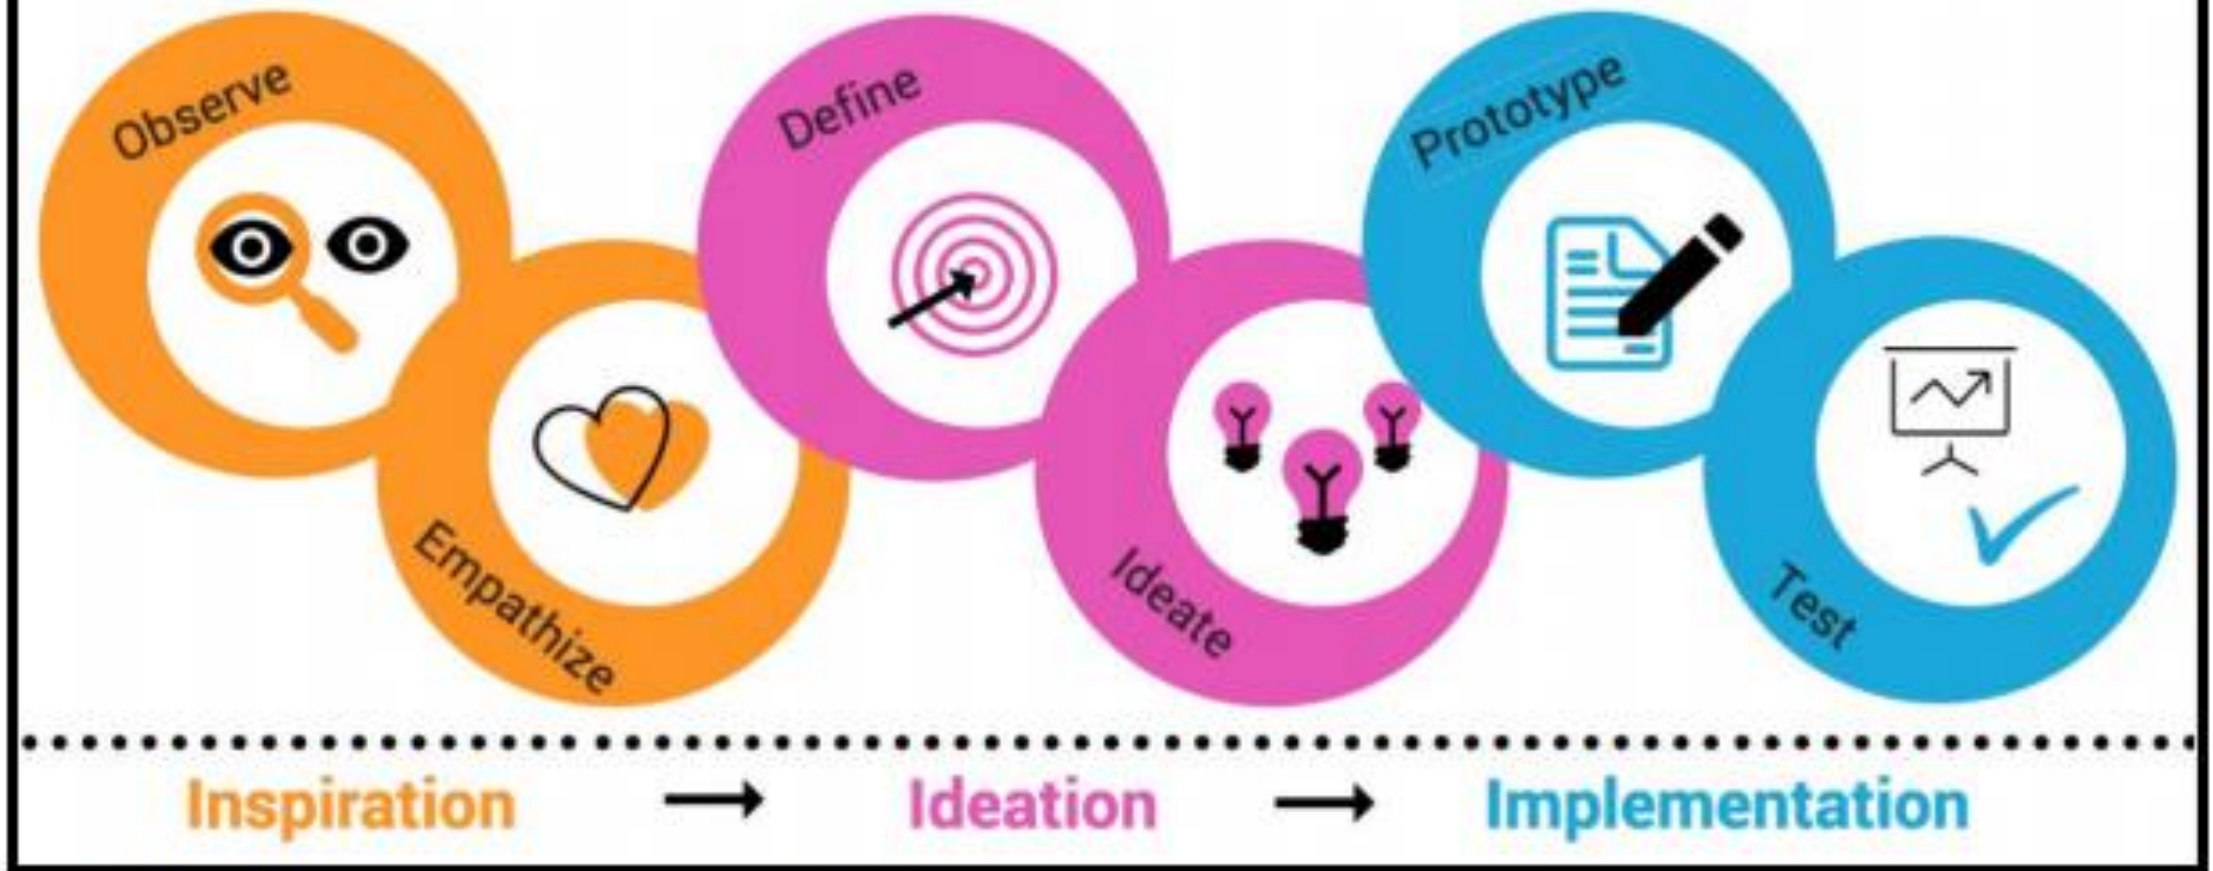 Observe
Empathize
Define
Ideate
Prototype
Test
Inspiration → Ideation → Implementation